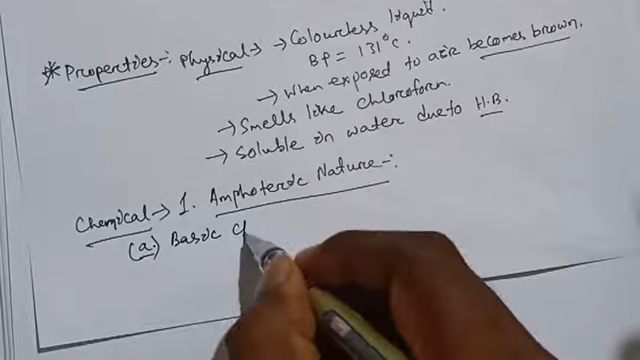 * Properties-: Physical → → Colourless liquid.
BP = 131°C.
→ When exposed to air becomes brown.
→ Smells like chloroform.
→ Soluble in water due to H.B.
Chemical → 1. Amphoteric Nature-:
(a) Basic C